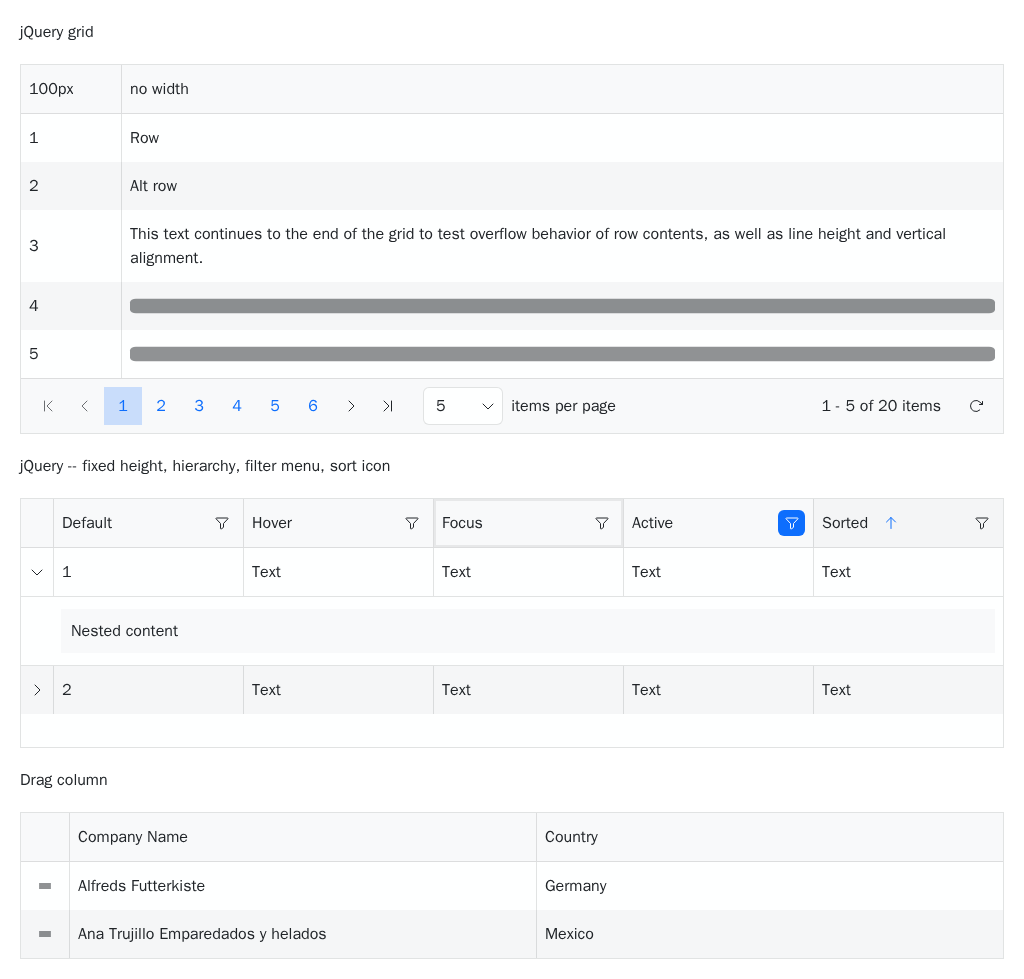 jQuery grid
100px no width
1 Row
2 Alt row
3 This text continues to the end of the grid to test overflow behavior of row contents, as well as line height and vertical
alignment.
4
5
1 2 3 4 5 6 5 items per page 1 - 5 of 20 items
jQuery -- fixed height, hierarchy, filter menu, sort icon
Default Hover Focus Active Sorted
1 Text Text Text Text
Nested content
2 Text Text Text Text
Drag column
Company Name Country
Alfreds Futterkiste Germany
Ana Trujillo Emparedados y helados Mexico